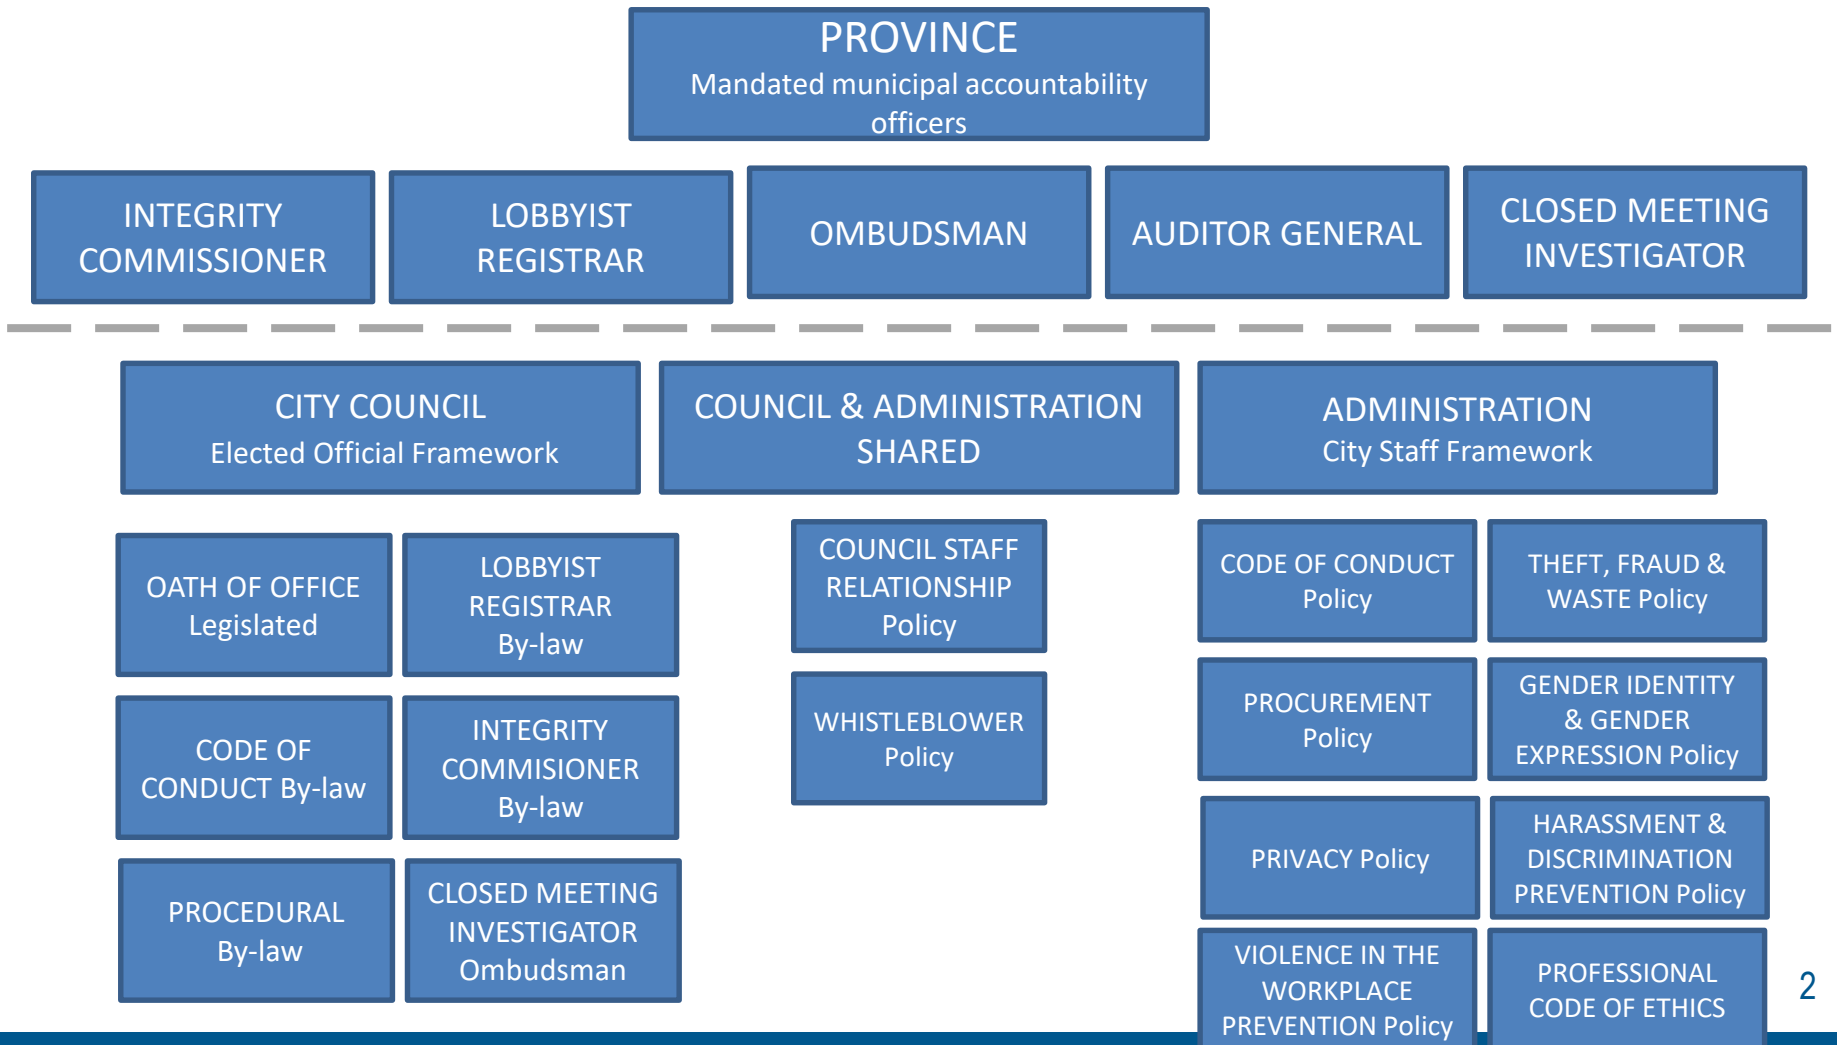 PROVINCE
Mandated municipal accountability
officers
INTEGRITY
COMMISSIONER
LOBBYIST
REGISTRAR
OMBUDSMAN
AUDITOR GENERAL
CLOSED MEETING
INVESTIGATOR
CITY COUNCIL
Elected Official Framework
COUNCIL & ADMINISTRATION
SHARED
ADMINISTRATION
City Staff Framework
OATH OF OFFICE
Legislated
LOBBYIST
REGISTRAR
By-law
CODE OF
CONDUCT By-law
INTEGRITY
COMMISIONER
By-law
PROCEDURAL
By-law
CLOSED MEETING
INVESTIGATOR
Ombudsman
COUNCIL STAFF
RELATIONSHIP
Policy
WHISTLEBLOWER
Policy
CODE OF CONDUCT
Policy
THEFT, FRAUD &
WASTE Policy
PROCUREMENT
Policy
GENDER IDENTITY
& GENDER
EXPRESSION Policy
PRIVACY Policy
HARASSMENT &
DISCRIMINATION
PREVENTION Policy
VIOLENCE IN THE
WORKPLACE
PREVENTION Policy
PROFESSIONAL
CODE OF ETHICS
2